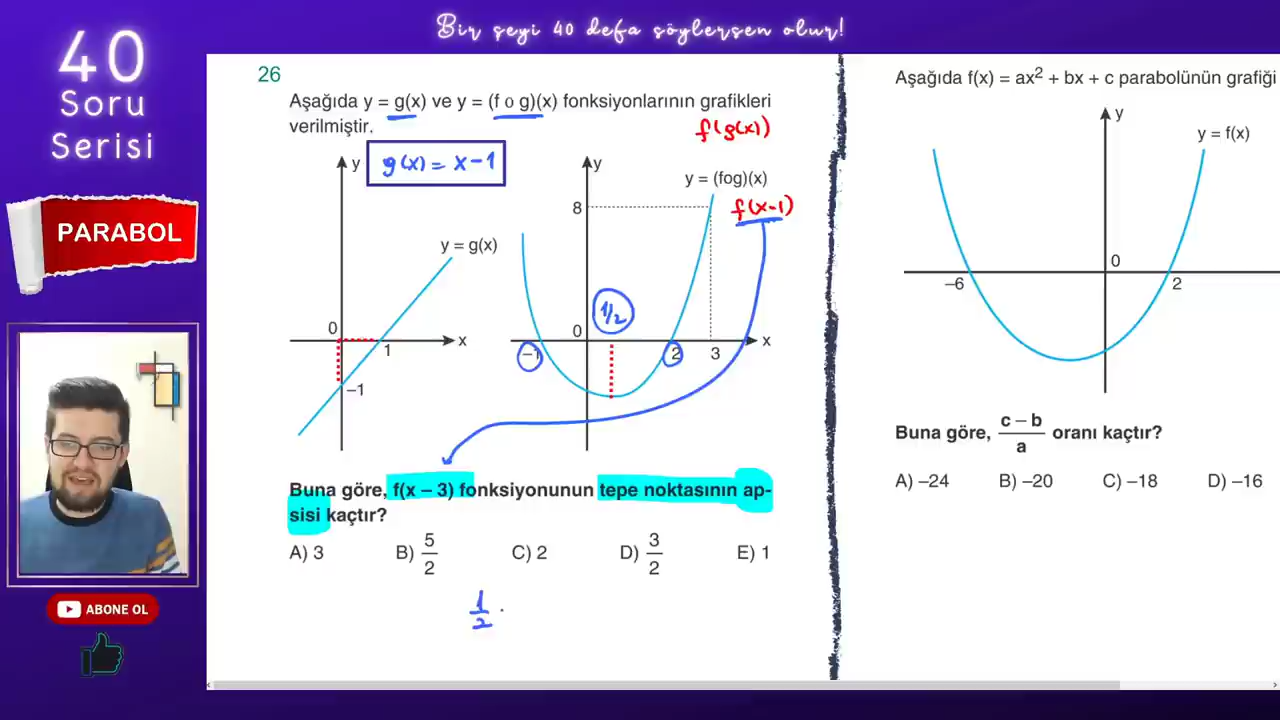 Bir şeyi 40 defa söylersen olur!
40
Soru
Serisi
PARABOL
ABONE OL
26
Aşağıda y = g(x) ve y = (f o g)(x) fonksiyonlarının grafikleri
verilmiştir.
f(g(x))
g(x) = x-1
y
y = g(x)
0
1
x
-1
y
y = (fog)(x)
f(x-1)
8
1/2
0
-1
2
3
x
Buna göre, f(x – 3) fonksiyonunun tepe noktasının ap-
sisi kaçtır?
A) 3 B) 5/2 C) 2 D) 3/2 E) 1
1/2 .
Aşağıda f(x) = ax² + bx + c parabolünün grafiği
y
y = f(x)
0
–6
2
Buna göre, c – b / a oranı kaçtır?
A) –24 B) –20 C) –18 D) –16